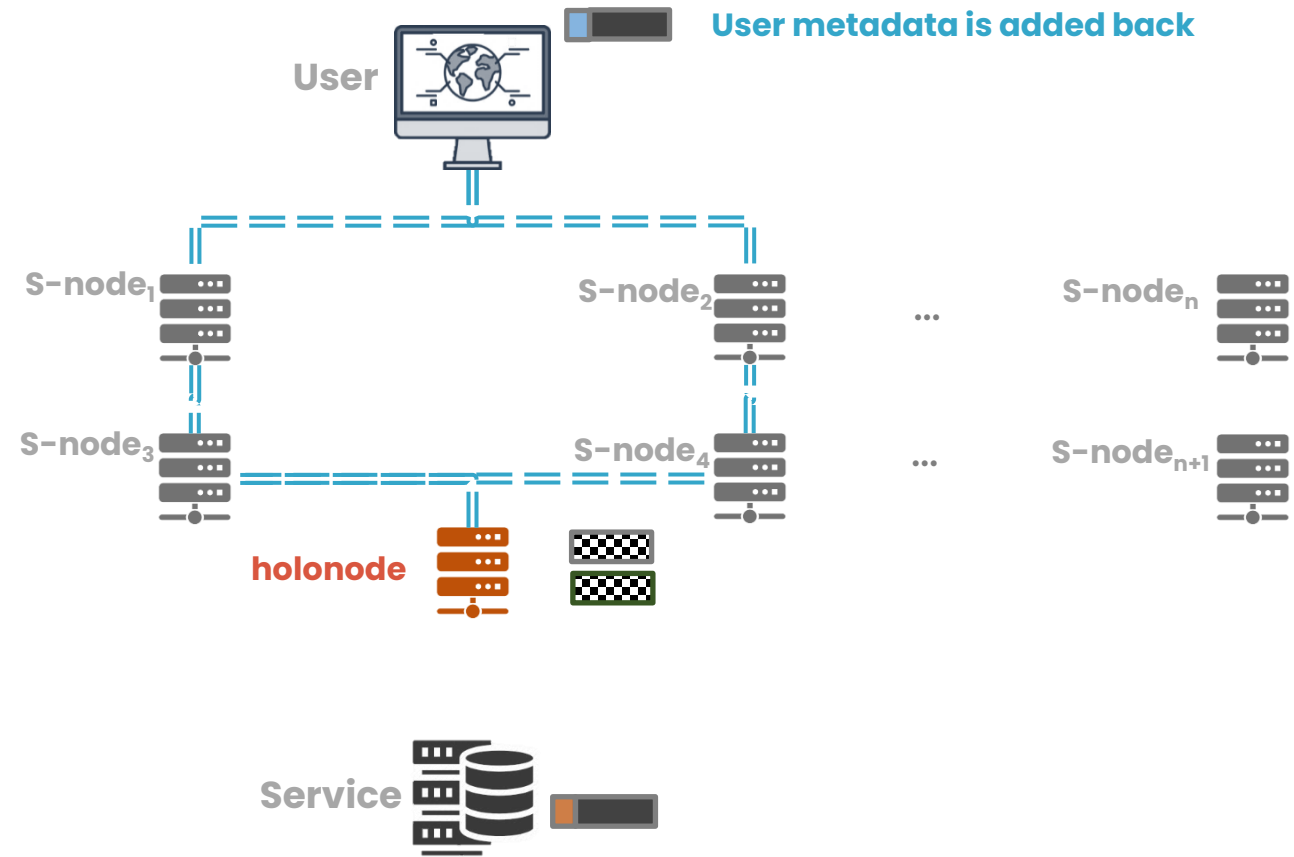 User metadata is added back
User
S-node₁
S-node₂
...
S-nodeₙ
S-node₃
S-node₄
...
S-nodeₙ₊₁
holonode
Service